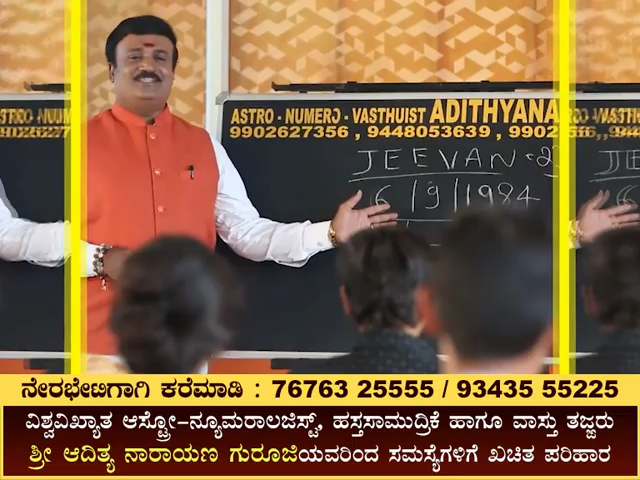 ASTRO - NUMERO - VASTHUIST ADITHYANA
9902627356 , 9448053639 , 9902
JEEVAN
6/9/1984
ನೇರಭೇಟಿಗಾಗಿ ಕರೆಮಾಡಿ : 76763 25555 / 93435 55225
ವಿಶ್ವವಿಖ್ಯಾತ ಆಸ್ಟ್ರೋ-ನ್ಯೂಮರಾಲಜಿಸ್ಟ್, ಹಸ್ತಸಾಮುದ್ರಿಕೆ ಹಾಗೂ ವಾಸ್ತು ತಜ್ಞರು
ಶ್ರೀ ಆದಿತ್ಯ ನಾರಾಯಣ ಗುರೂಜಿಯವರಿಂದ ಸಮಸ್ಯೆಗಳಿಗೆ ಖಚಿತ ಪರಿಹಾರ